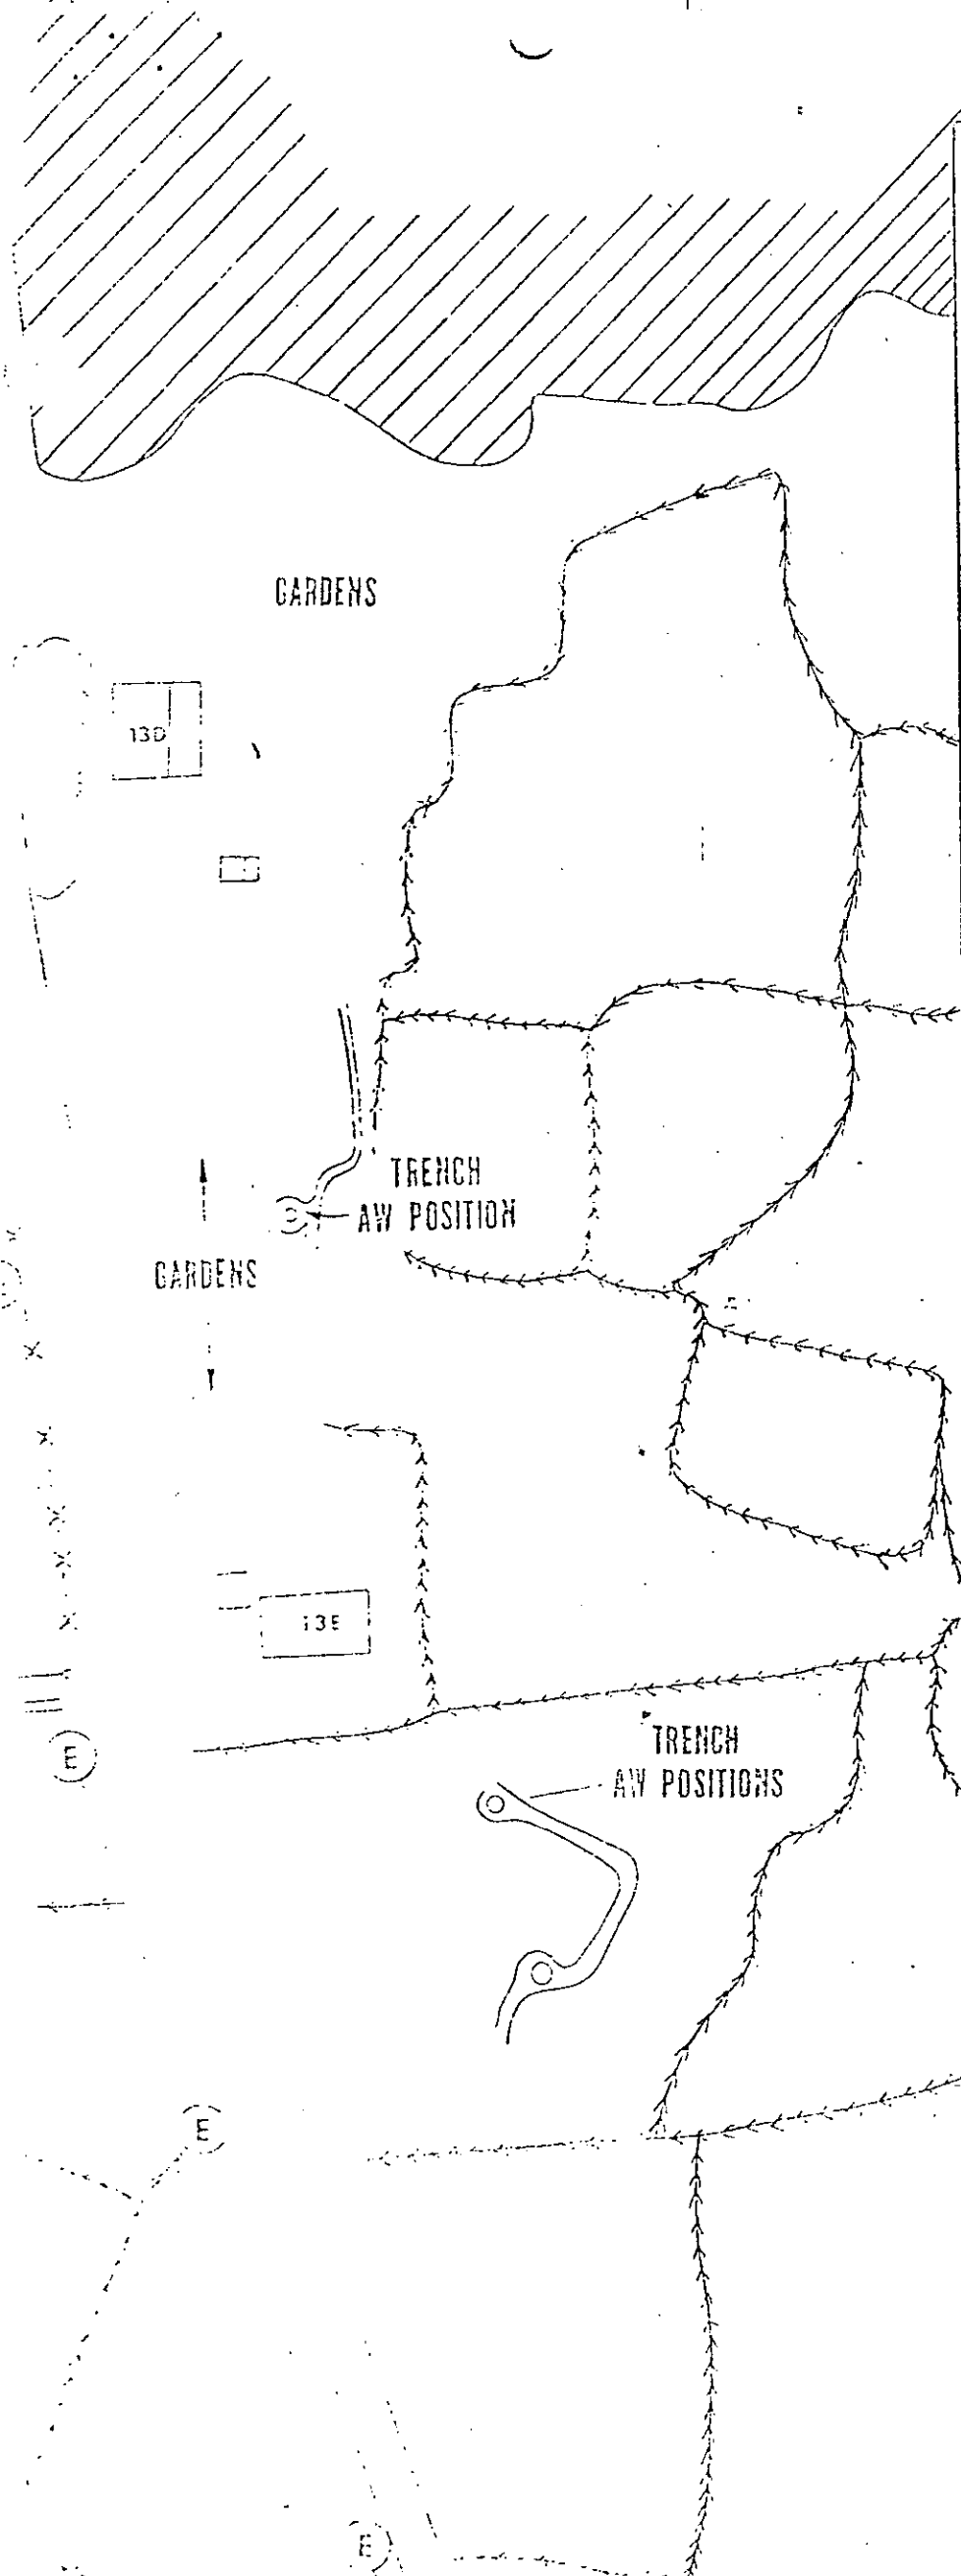 GARDENS
13D
TRENCH
AW POSITION
GARDENS
13E
E
TRENCH
AW POSITIONS
E
E